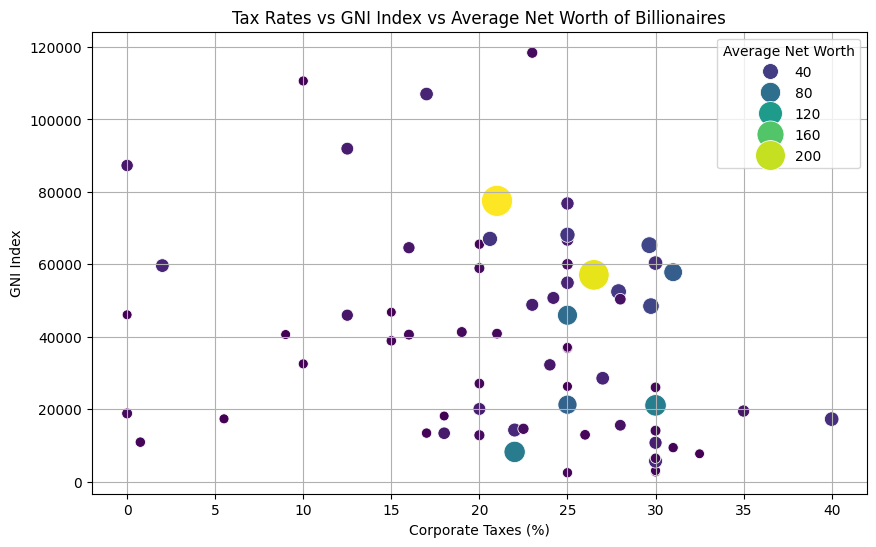 Tax Rates vs GNI Index vs Average Net Worth of Billionaires
120000
100000
80000
60000
40000
20000
0
GNI Index
Average Net Worth
40
80
120
160
200
0 5 10 15 20 25 30 35 40
Corporate Taxes (%)